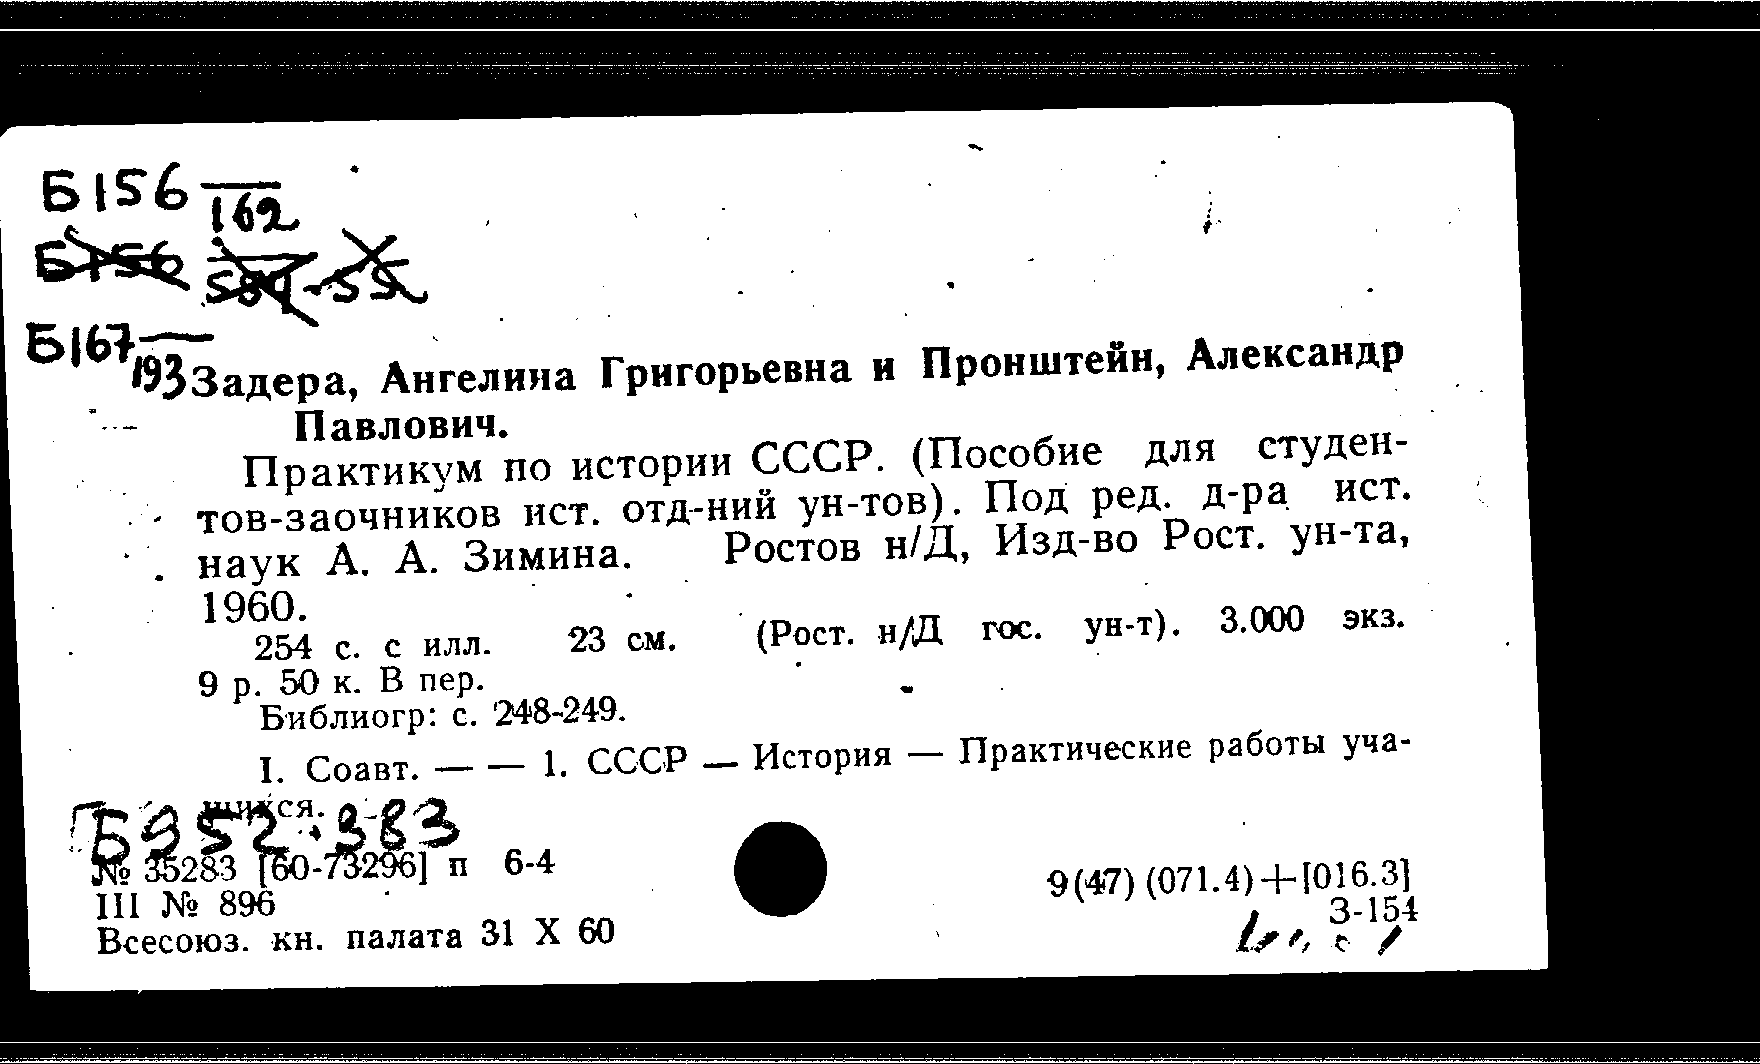 Б156 162
Б156 584-55
Б167 193
Задера, Ангелина Григорьевна и Пронштейн, Александр
Павлович.
Практикум по истории СССР. (Пособие для студен-
тов-заочников ист. отд-ний ун-тов). Под ред. д-ра ист.
наук А. А. Зимина. Ростов н/Д, Изд-во Рост. ун-та,
1960.
254 с. с илл. 23 см. (Рост. н/Д гос. ун-т). 3.000 экз.
9 р. 50 к. В пер.
Библиогр: с. 248-249.
I. Соавт. — — 1. СССР — История — Практические работы уча-
щихся.
№ 35283 [60-73296] п 6-4
III № 896
Всесоюз. кн. палата 31 X 60
9(47)(071.4)+[016.3]
З-154